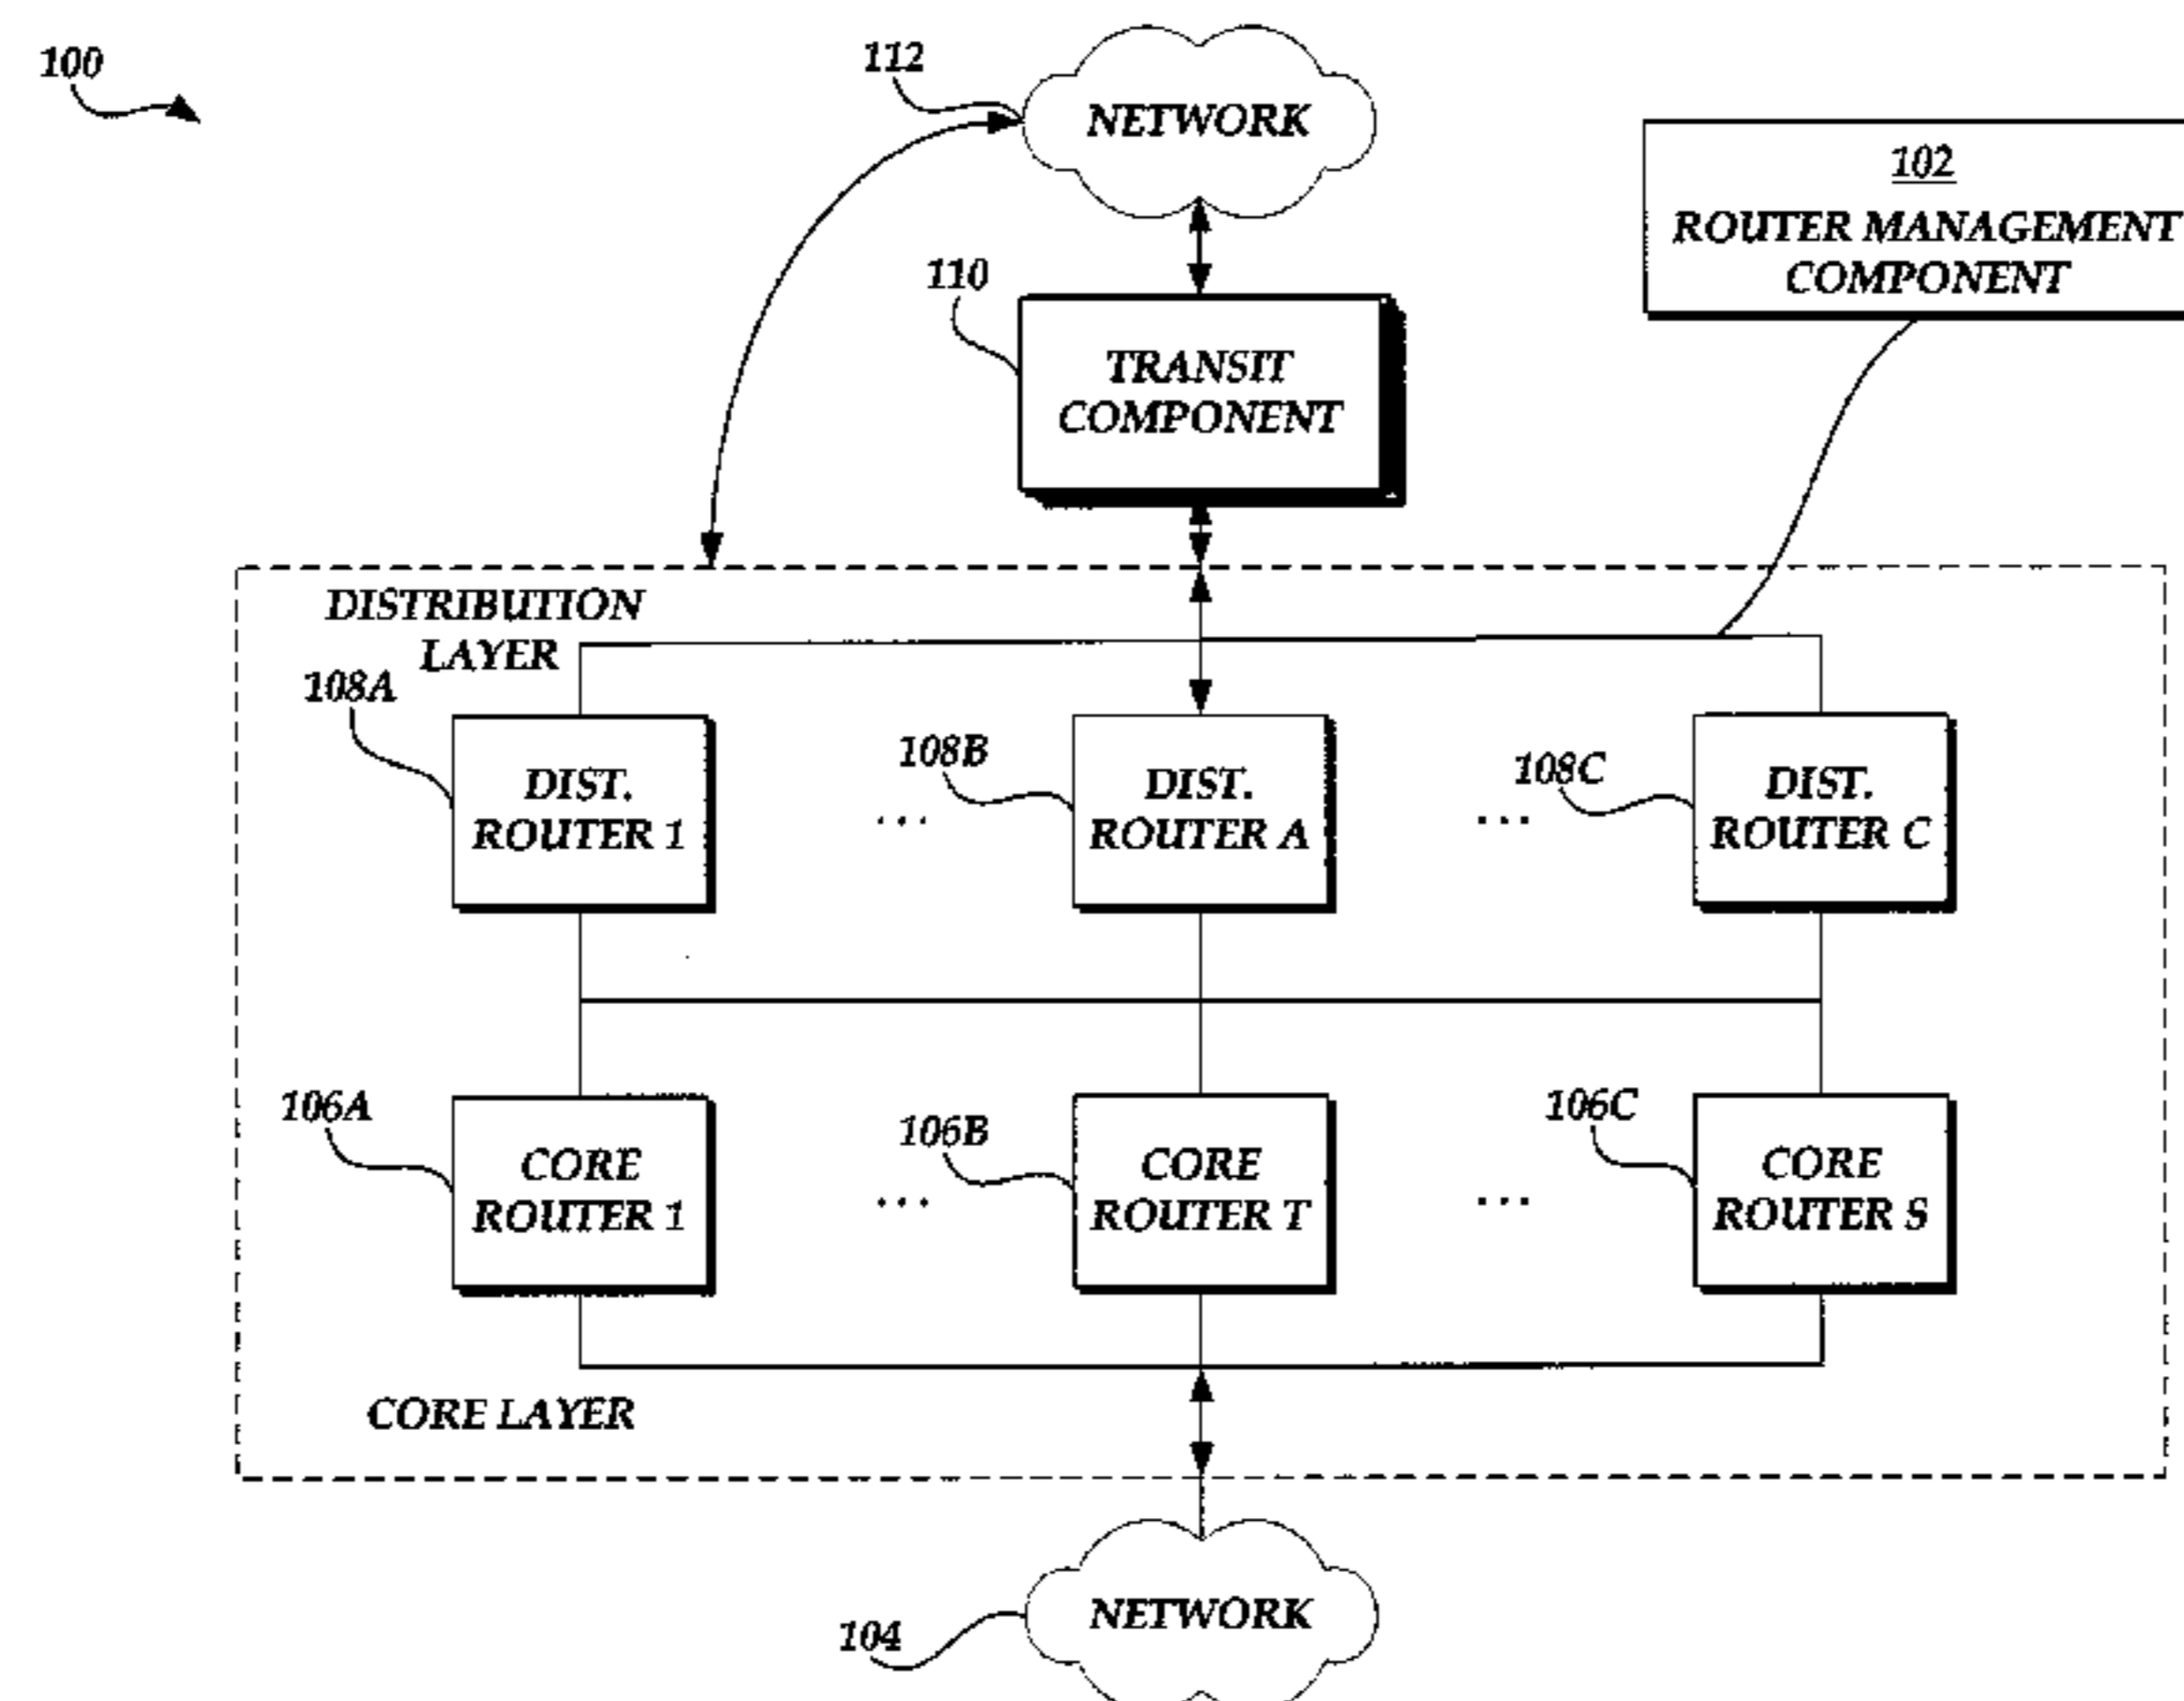 100
112
NETWORK
102
ROUTER MANAGEMENT
COMPONENT
110
TRANSIT
COMPONENT
DISTRIBUTION
LAYER
108A
DIST.
ROUTER 1
...
108B
DIST.
ROUTER A
...
108C
DIST.
ROUTER C
106A
CORE
ROUTER 1
...
106B
CORE
ROUTER T
...
106C
CORE
ROUTER S
CORE LAYER
104
NETWORK